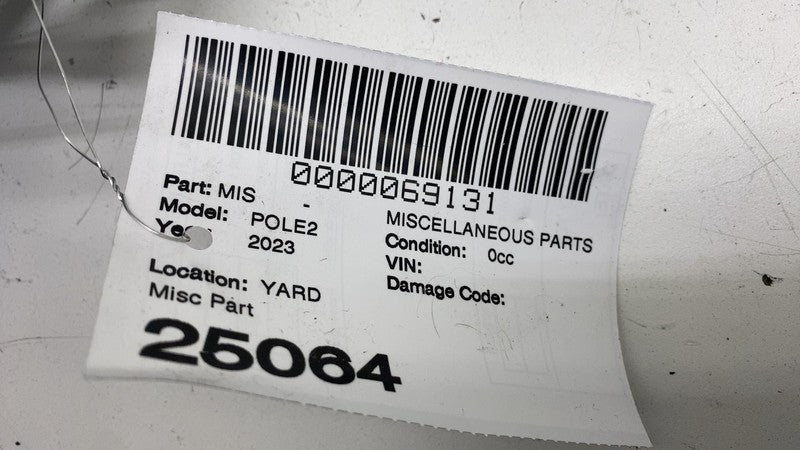 0000069131
Part: MIS - MISCELLANEOUS PARTS
Model: POLE2 Condition: 0cc
2023 VIN:
Location: YARD Damage Code:
Misc Part
25064